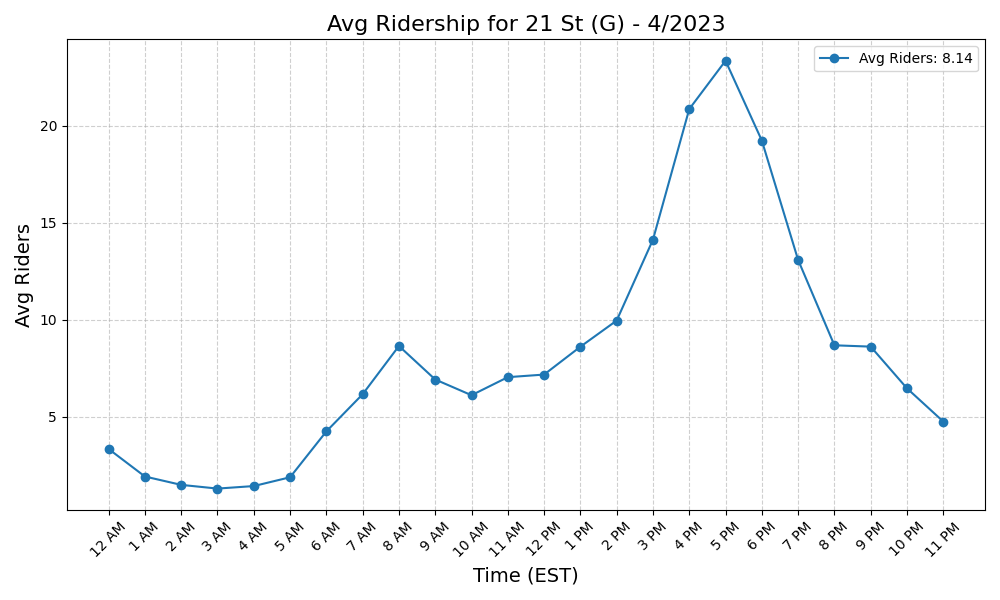 Avg Ridership for 21 St (G) - 4/2023
Avg Riders: 8.14
Avg Riders
20
15
10
5
12 AM
1 AM
2 AM
3 AM
4 AM
5 AM
6 AM
7 AM
8 AM
9 AM
10 AM
11 AM
12 PM
1 PM
2 PM
3 PM
4 PM
5 PM
6 PM
7 PM
8 PM
9 PM
10 PM
11 PM
Time (EST)